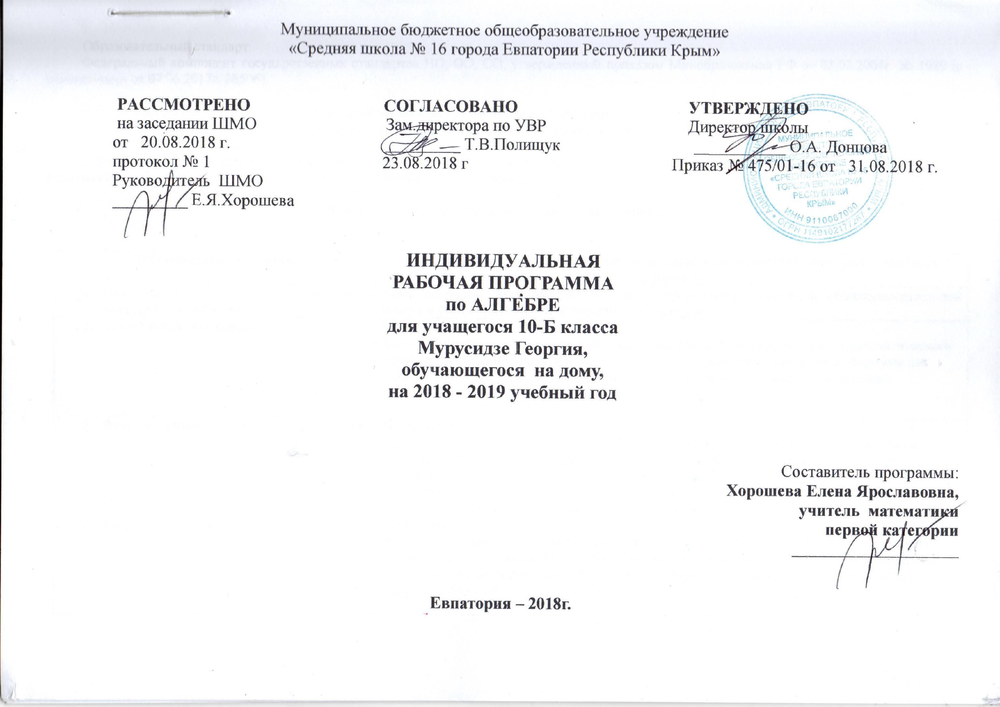 Муниципальное бюджетное общеобразовательное учреждение
«Средняя школа № 16 города Евпатории Республики Крым»
РАССМОТРЕНО
на заседании ШМО
от 20.08.2018 г.
протокол № 1
Руководитель ШМО
____________ Е.Я.Хорошева
СОГЛАСОВАНО
Зам.директора по УВР
____________ Т.В.Полищук
23.08.2018 г
УТВЕРЖДЕНО
Директор школы
______________ О.А. Донцова
Приказ № 475/01-16 от 31.08.2018 г.
МУНИЦИПАЛЬНОЕ
«СРЕДНЯЯ ШКОЛА № 16
ГОРОДА ЕВПАТОРИИ
РЕСПУБЛИКИ
КРЫМ»
ИНН 9110087000
ОГРН 1149102177267
ИНДИВИДУАЛЬНАЯ
РАБОЧАЯ ПРОГРАММА
по АЛГЕБРЕ
для учащегося 10-Б класса
Мурусидзе Георгия,
обучающегося на дому,
на 2018 - 2019 учебный год
Составитель программы:
Хорошева Елена Ярославовна,
учитель математики
первой категории
Евпатория – 2018г.